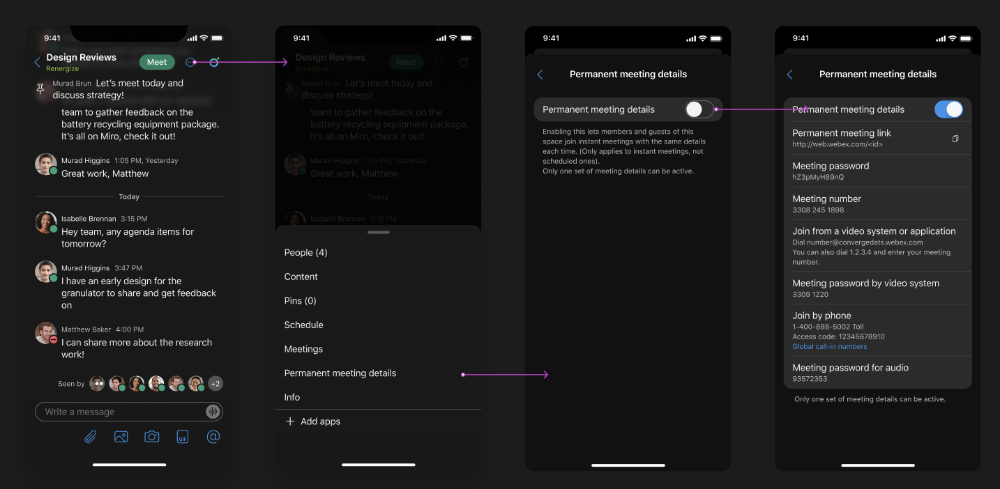 9:41
Design Reviews
Renergize
Meet
Murad Brun Let's meet today and
discuss strategy!
team to gather feedback on the
battery recycling equipment package.
It's all on Miro, check it out!
Murad Higgins 1:05 PM, Yesterday
Great work, Matthew
Today
Isabelle Brennan 3:15 PM
Hey team, any agenda items for
tomorrow?
Murad Higgins 3:47 PM
I have an early design for the
granulator to share and get feedback
on
Matthew Baker 4:00 PM
I can share more about the research
work!
Seen by
+2
Write a message
GIF
9:41
Design Reviews
Renergize
Meet
Murad Brun Let's meet today and
discuss strategy!
team to gather feedback on the
battery recycling equipment package.
It's all on Miro, check it out!
Murad Higgins 1:05 PM, Yesterday
Great work, Matthew
Today
Isabelle Brennan 3:15 PM
People (4)
Content
Pins (0)
Schedule
Meetings
Permanent meeting details
Info
+ Add apps
9:41
Permanent meeting details
Permanent meeting details
Enabling this lets members and guests of this
space join instant meetings with the same details
each time. (Only applies to instant meetings, not
scheduled ones).
Only one set of meeting details can be active.
9:41
Permanent meeting details
Permanent meeting details
Permanent meeting link
http://web.webex.com/<id>
Meeting password
hZ3pMyH89nQ
Meeting number
3308 245 1898
Join from a video system or application
Dial number@convergedats.webex.com
You can also dial 1.2.3.4 and enter your meeting
number.
Meeting password by video system
3309 1220
Join by phone
1-400-888-5002 Toll
Access code: 12345678910
Global call-in numbers
Meeting password for audio
93572353
Only one set of meeting details can be active.